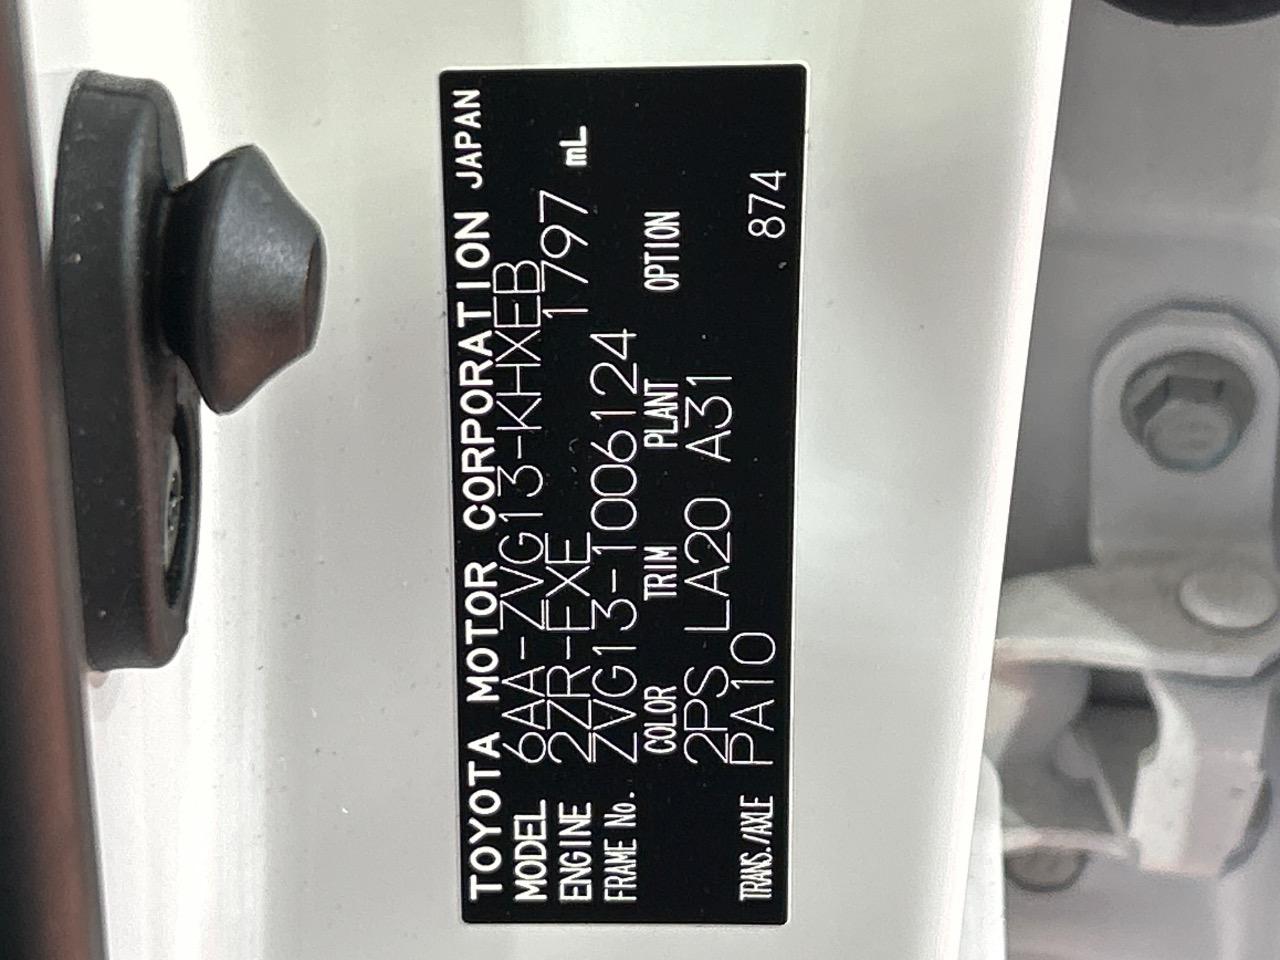 TOYOTA MOTOR CORPORATION JAPAN
MODEL 6AA-ZVG13-KHXEB
ENGINE 2ZR-FXE 1797 mL
FRAME No. ZVG13-1006124
COLOR TRIM PLANT OPTION
2PS LA20 A31
TRANS./AXLE PA10 874